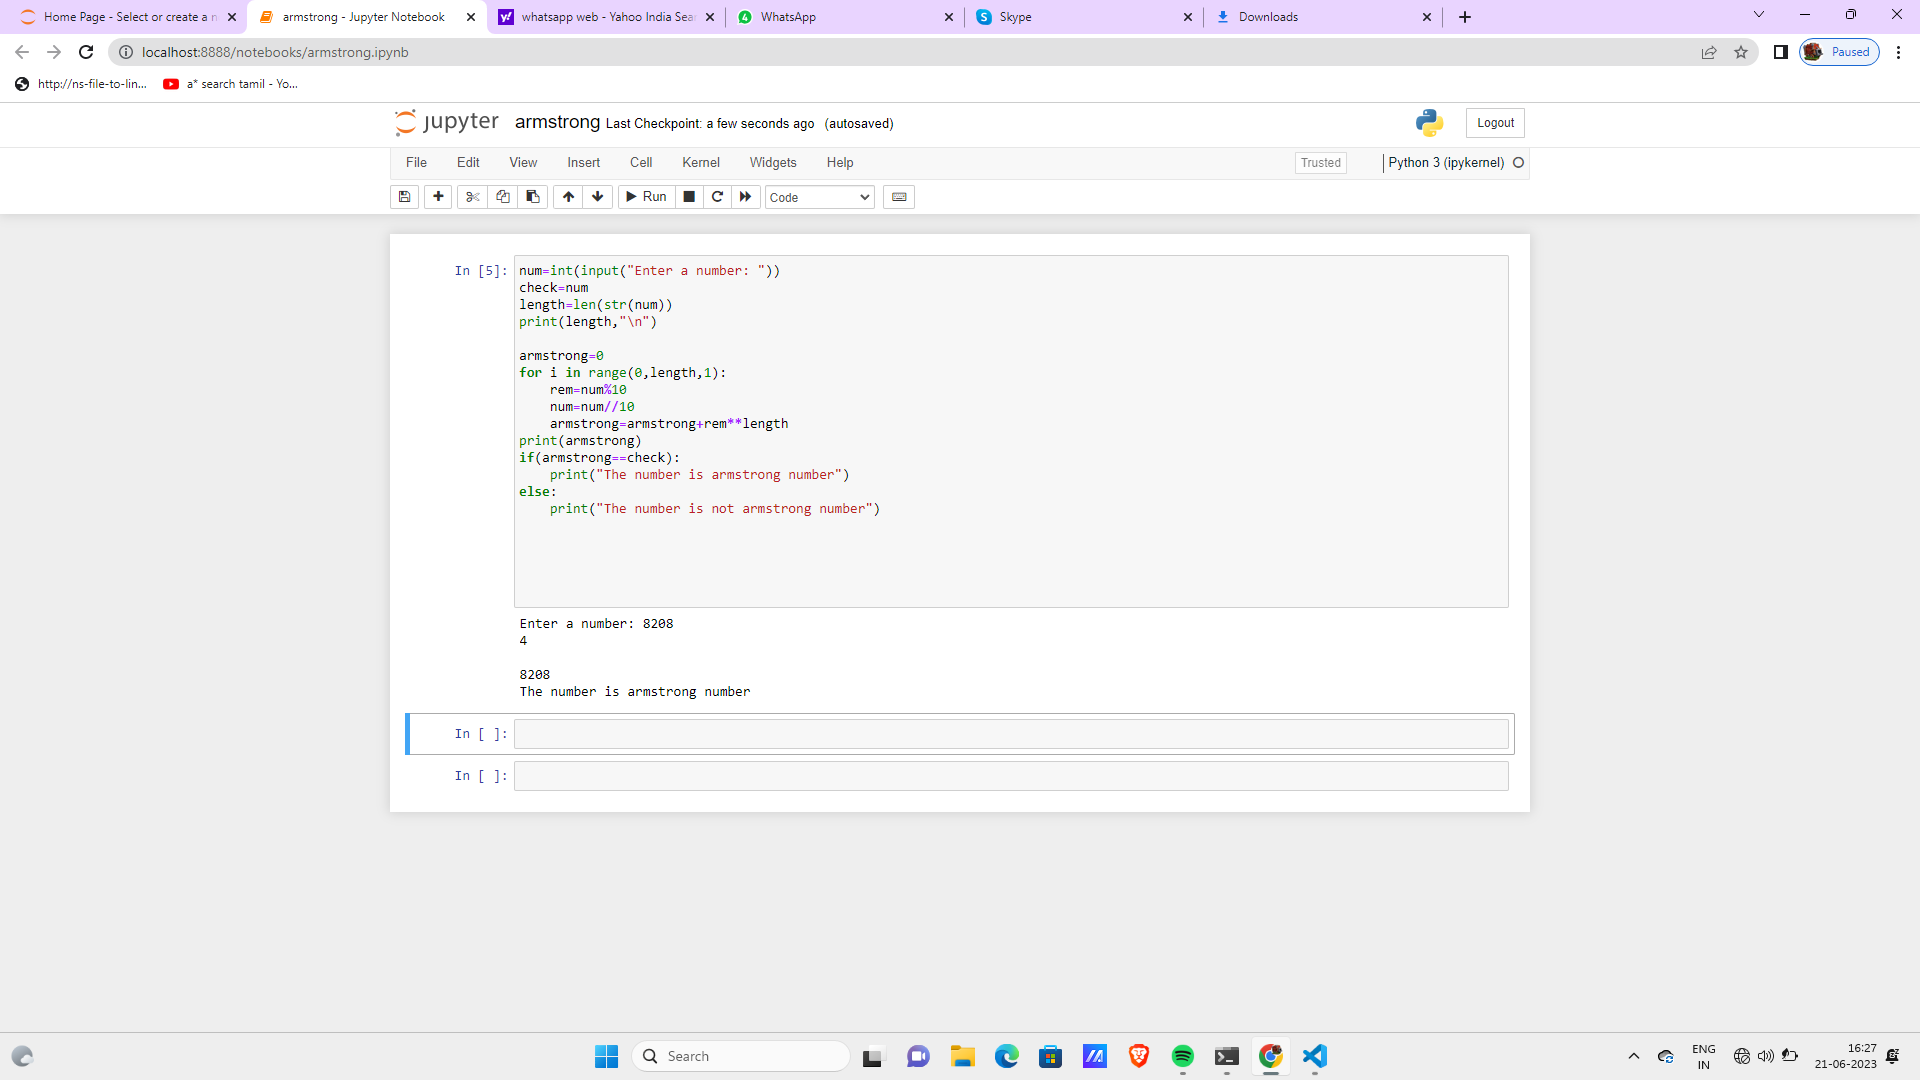 Home Page - Select or create a n
armstrong - Jupyter Notebook
whatsapp web - Yahoo India Sear
4
WhatsApp
S Skype
Downloads
localhost:8888/notebooks/armstrong.ipynb
Paused
http://ns-file-to-lin...
a* search tamil - Yo...
jupyter armstrong Last Checkpoint: a few seconds ago (autosaved)
Logout
File Edit View Insert Cell Kernel Widgets Help
Trusted
Python 3 (ipykernel)
Run
Code
In [5]:
num=int(input("Enter a number: "))
check=num
length=len(str(num))
print(length,"\n")
armstrong=0
for i in range(0,length,1):
    rem=num%10
    num=num//10
    armstrong=armstrong+rem**length
print(armstrong)
if(armstrong==check):
    print("The number is armstrong number")
else:
    print("The number is not armstrong number")
Enter a number: 8208
4
8208
The number is armstrong number
In [ ]:
In [ ]:
Search
ENG
IN
16:27
21-06-2023